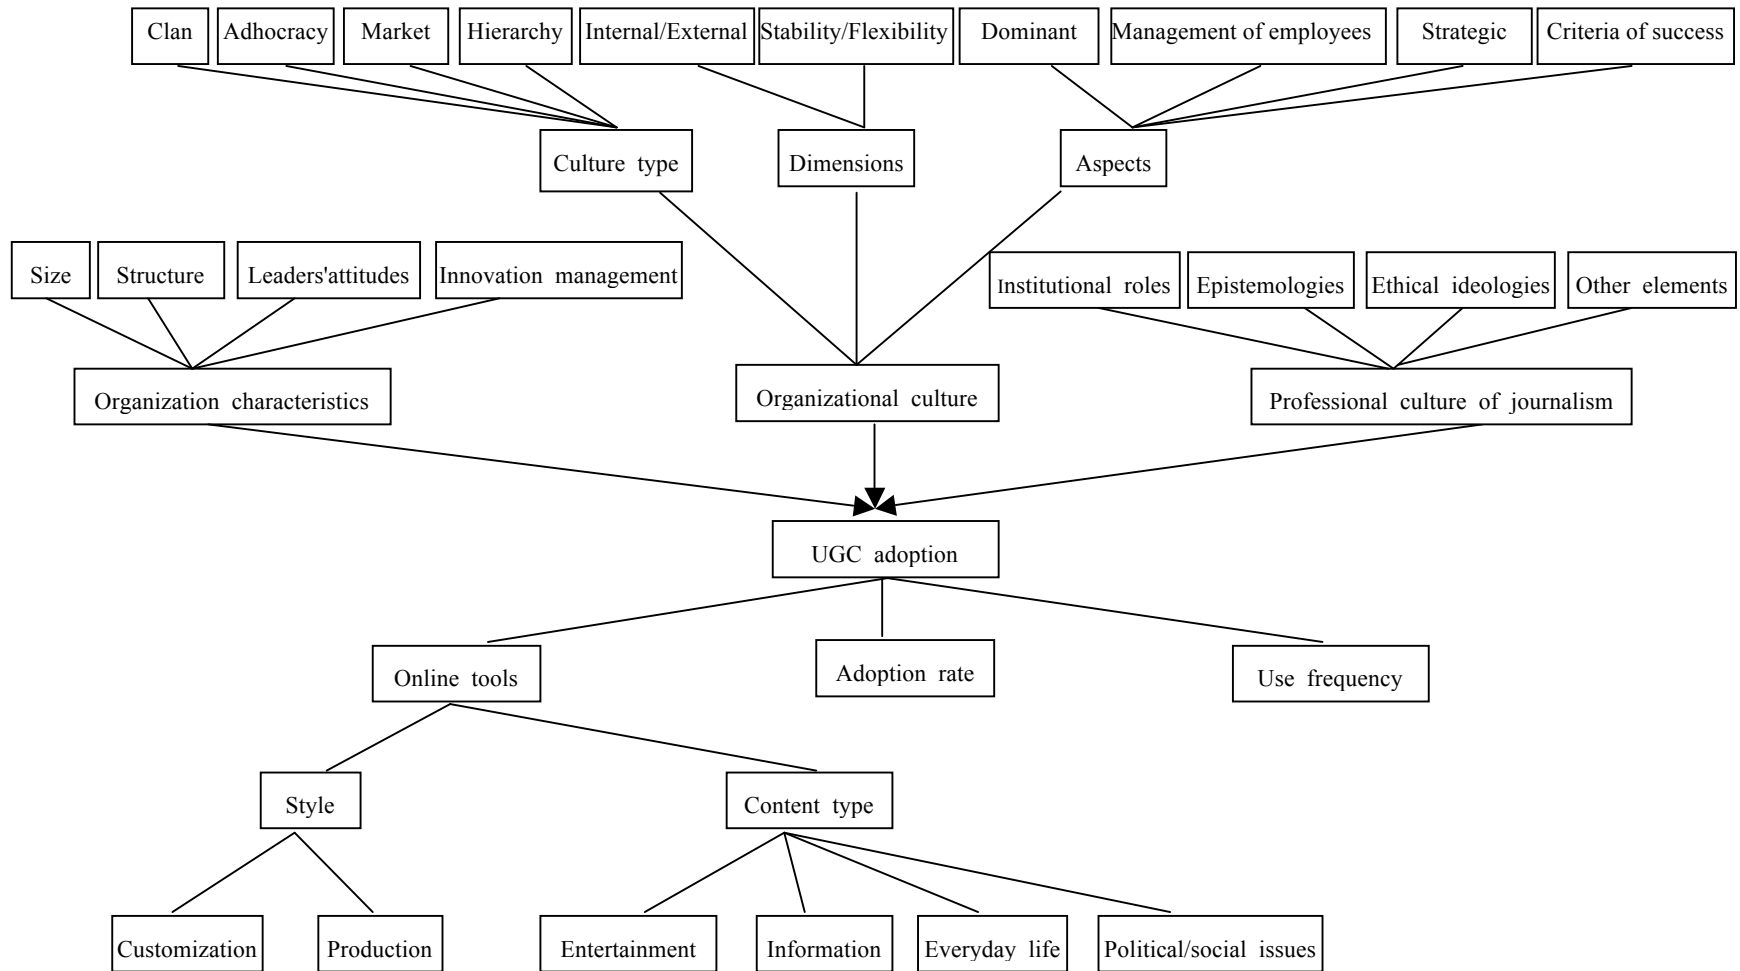 Clan
Adhocracy
Market
Hierarchy
Internal/External
Stability/Flexibility
Dominant
Management of employees
Strategic
Criteria of success
Culture type
Dimensions
Aspects
Size
Structure
Leaders'attitudes
Innovation management
Institutional roles
Epistemologies
Ethical ideologies
Other elements
Organization characteristics
Organizational culture
Professional culture of journalism
UGC adoption
Online tools
Adoption rate
Use frequency
Style
Content type
Customization
Production
Entertainment
Information
Everyday life
Political/social issues